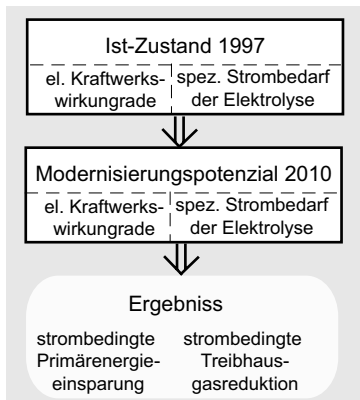 Ist-Zustand 1997
el. Kraftwerks-
wirkungrade
spez. Strombedarf
der Elektrolyse
Modernisierungspotenzial 2010
el. Kraftwerks-
wirkungrade
spez. Strombedarf
der Elektrolyse
Ergebniss
strombedingte
Primärenergie-
einsparung
strombedingte
Treibhaus-
gasreduktion